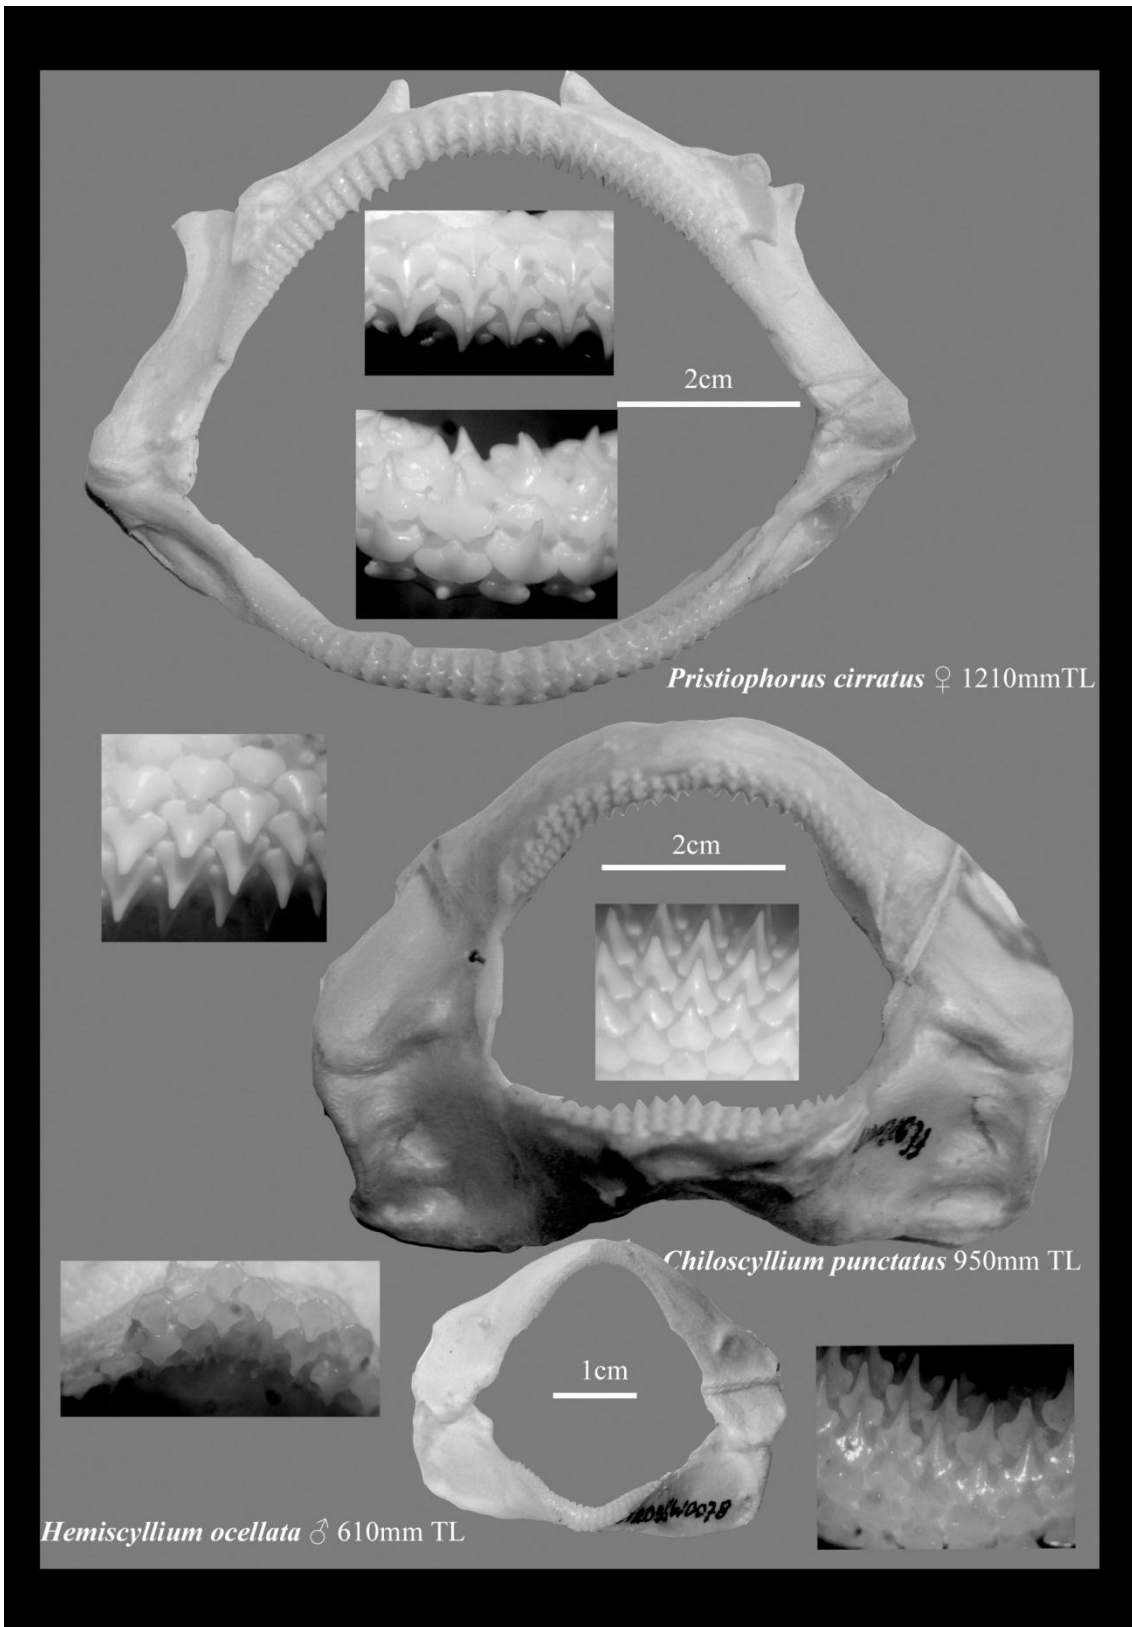 2cm
Pristiophorus cirratus ♀ 1210mmTL
2cm
Chiloscyllium punctatus 950mm TL
1cm
Hemiscyllium ocellata ♂ 610mm TL